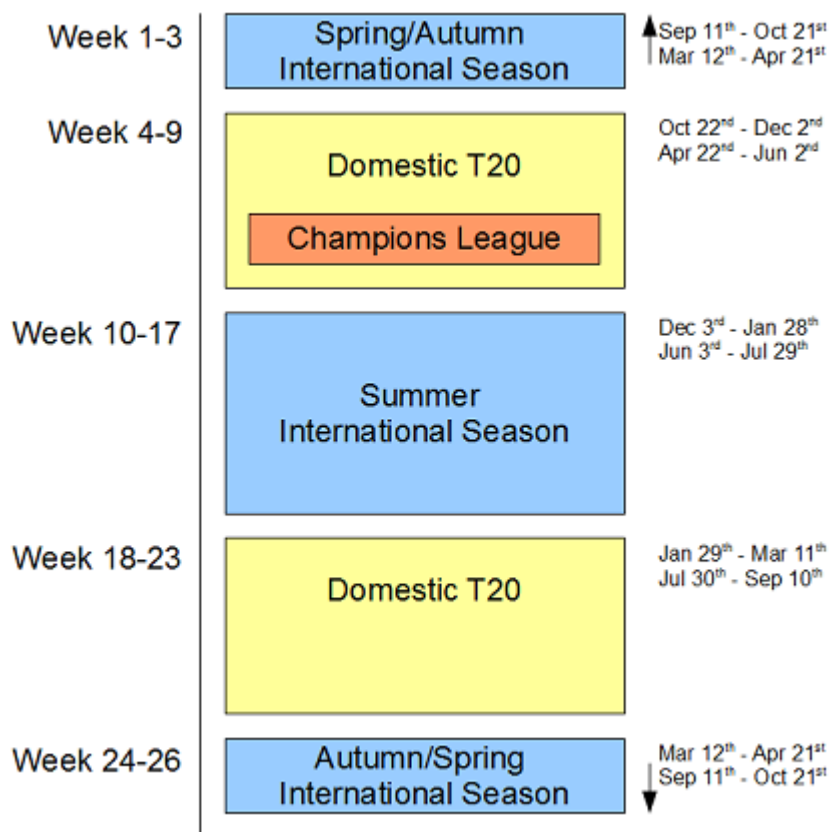 Week 1-3
Spring/Autumn
International Season
Sep 11th - Oct 21st
Mar 12th - Apr 21st
Week 4-9
Domestic T20
Champions League
Oct 22nd - Dec 2nd
Apr 22nd - Jun 2nd
Week 10-17
Summer
International Season
Dec 3rd - Jan 28th
Jun 3rd - Jul 29th
Week 18-23
Domestic T20
Jan 29th - Mar 11th
Jul 30th - Sep 10th
Week 24-26
Autumn/Spring
International Season
Mar 12th - Apr 21st
Sep 11th - Oct 21st